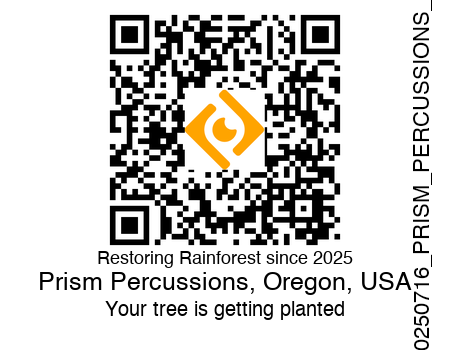 Restoring Rainforest since 2025
Prism Percussions, Oregon, USA
Your tree is getting planted
0250716_PRISM_PERCUSSIONS_